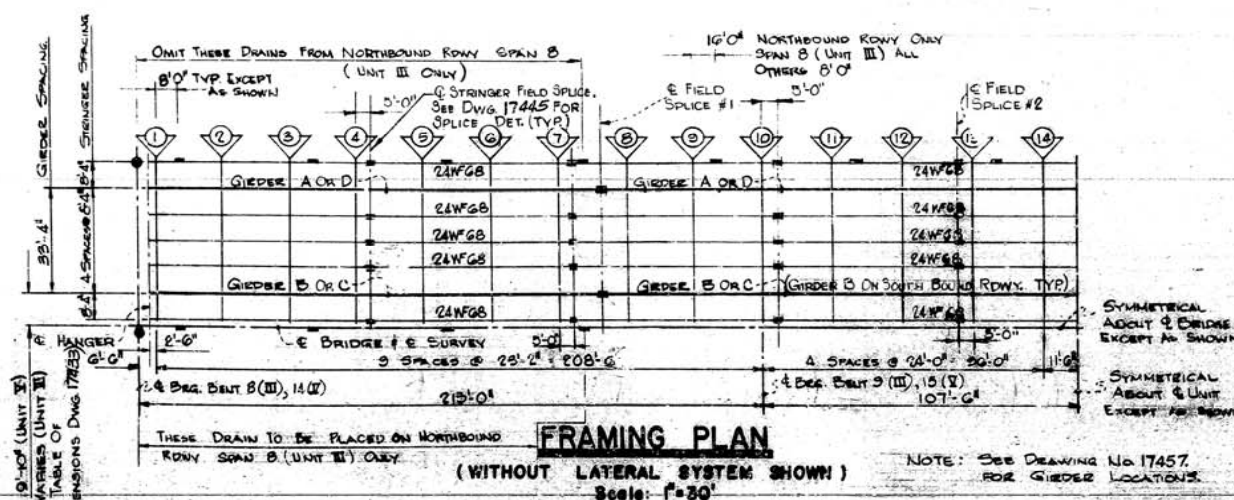 OMIT THESE DRAINS FROM NORTHBOUND RDWY SPAN 8
(UNIT III ONLY)
16'0" NORTHBOUND RDWY ONLY
SPAN 8 (UNIT III) ALL
OTHERS 8'0"
8'0" TYP. EXCEPT
AS SHOWN
5'-0"
℄ STRINGER FIELD SPLICE.
SEE DWG. 17445 FOR
SPLICE DET. (TYP.)
℄ FIELD
SPLICE #1
5'-0"
℄ FIELD
SPLICE #2
GIRDER SPACING
STRINGER SPACING
1 2 3 4 5 6 7 8 9 10 11 12 14
24WF68 24WF68
GIRDER A OR D GIRDER A OR D
24WF68 24WF68
24WF68 24WF68
24WF68 24WF68
GIRDER B OR C GIRDER B OR C (GIRDER B ON SOUTH BOUND RDWY. TYP.)
24WF68 24WF68
33'-4"
8'-4" 4 SPACES @ 8'-4" 8'-4"
℄ HANGER
6'-6"
2'-6"
℄ BRIDGE & ℄ SURVEY
5'-0"
5'-0"
SYMMETRICAL
ABOUT ℄ BRIDGE
EXCEPT AS SHOWN
9 SPACES @ 23'-2" = 208'-6
4 SPACES @ 24'-0" = 96'-0" 11'-6"
℄ BRG. BENT 8 (III), 14 (V)
℄ BRG. BENT 9 (III), 15 (V)
213'-0"
107'-6"
SYMMETRICAL
ABOUT ℄ UNIT
EXCEPT AS SHOWN
9'-10" (UNIT V)
VARIES (UNIT III)
TABLE OF
ENSIONS DWG 17433
THESE DRAIN TO BE PLACED ON NORTHBOUND
RDWY SPAN 8 (UNIT III) ONLY
FRAMING PLAN
(WITHOUT LATERAL SYSTEM SHOWN)
Scale: 1"=30'
NOTE: SEE DRAWING No. 17457.
FOR GIRDER LOCATIONS.